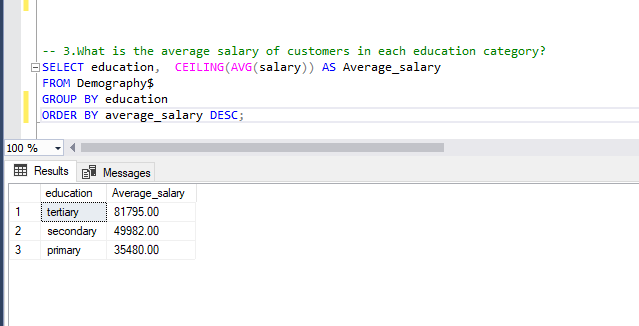 -- 3.What is the average salary of customers in each education category?
SELECT education,  CEILING(AVG(salary)) AS Average_salary
FROM Demography$
GROUP BY education
ORDER BY average_salary DESC;
100 %
Results Messages
education Average_salary
1 tertiary 81795.00
2 secondary 49982.00
3 primary 35480.00